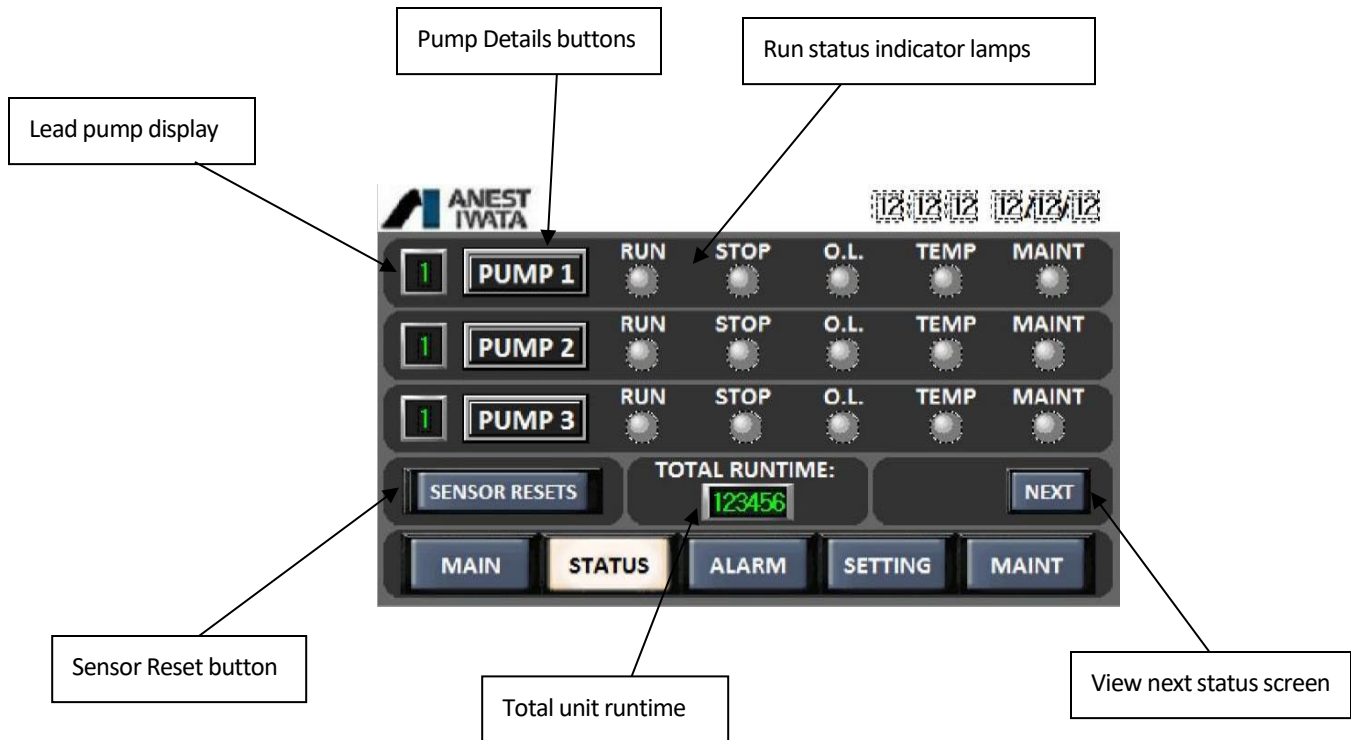 Pump Details buttons
Run status indicator lamps
Lead pump display
ANEST
IWATA
12:12:12 12/12/12
RUN STOP O.L. TEMP MAINT
1 PUMP 1
RUN STOP O.L. TEMP MAINT
1 PUMP 2
RUN STOP O.L. TEMP MAINT
1 PUMP 3
TOTAL RUNTIME:
SENSOR RESETS 123456 NEXT
MAIN STATUS ALARM SETTING MAINT
Sensor Reset button
Total unit runtime
View next status screen